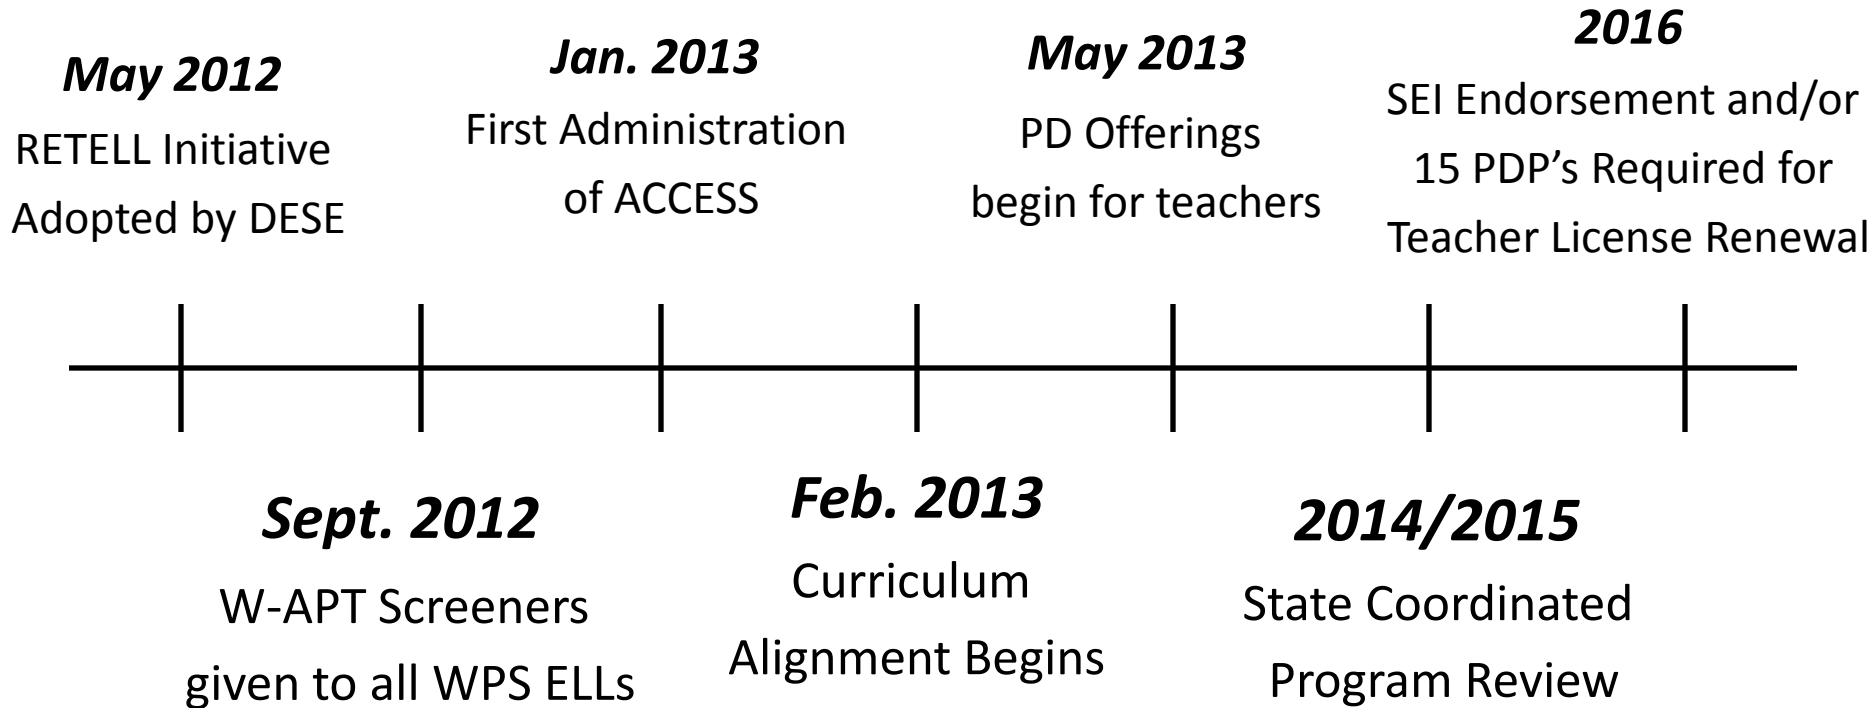 May 2012
RETELL Initiative
Adopted by DESE
Sept. 2012
W-APT Screeners
given to all WPS ELLs
Jan. 2013
First Administration
of ACCESS
Feb. 2013
Curriculum
Alignment Begins
May 2013
PD Offerings
begin for teachers
2014/2015
State Coordinated
Program Review
2016
SEI Endorsement and/or
15 PDP’s Required for
Teacher License Renewal